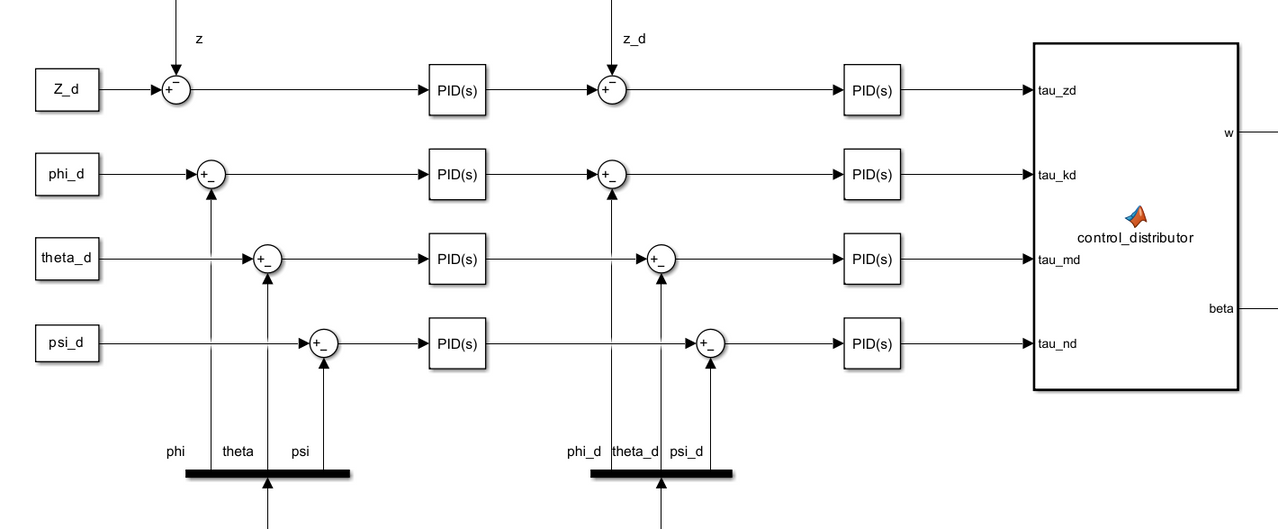 z
z_d
Z_d
+
−
PID(s)
+
−
PID(s)
tau_zd
w
phi_d
+
−
PID(s)
+
−
PID(s)
tau_kd
control_distributor
theta_d
+
−
PID(s)
+
−
PID(s)
tau_md
beta
psi_d
+
−
PID(s)
+
−
PID(s)
tau_nd
phi
theta
psi
phi_d
theta_d
psi_d